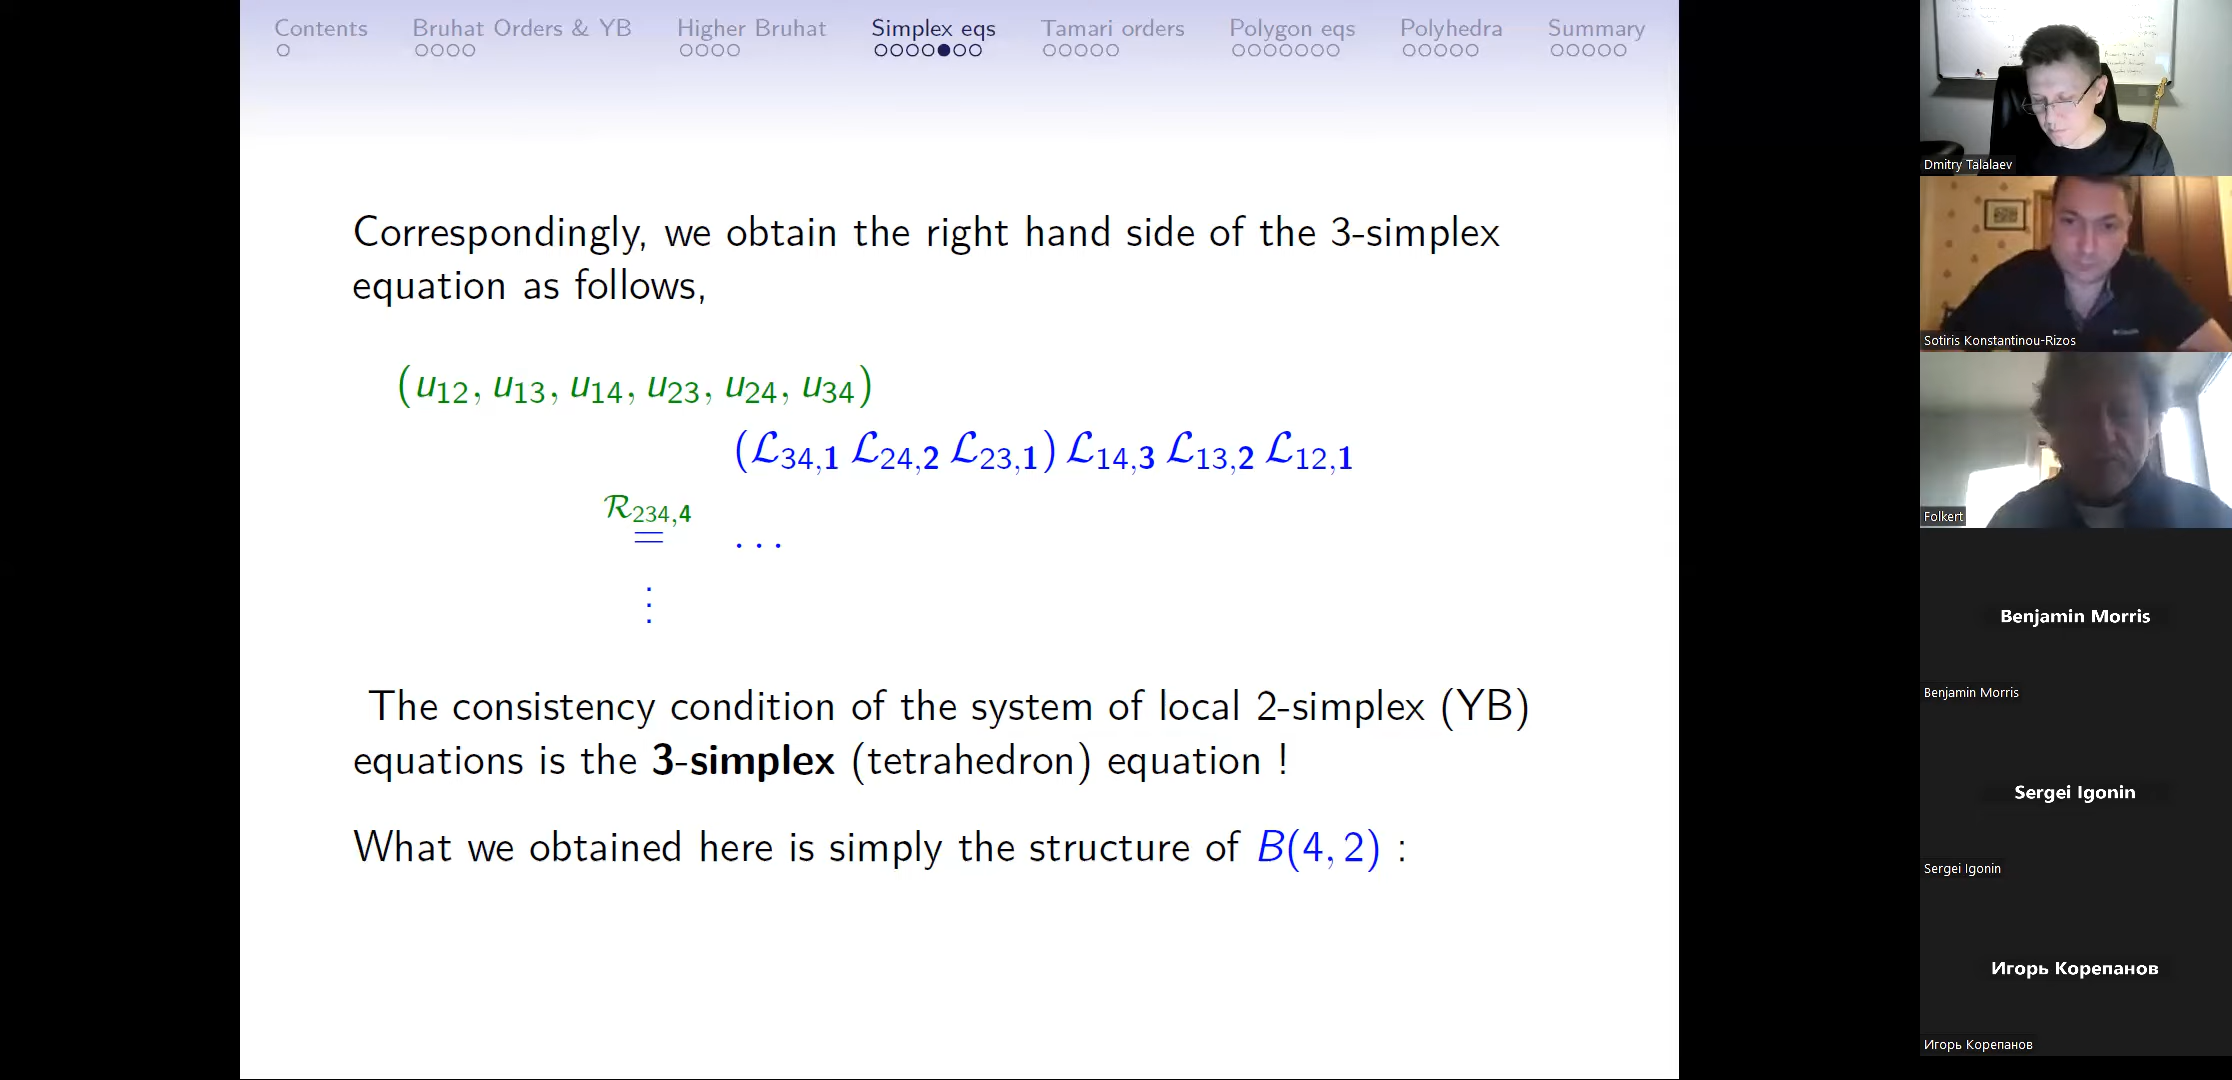 Contents Bruhat Orders & YB Higher Bruhat Simplex eqs Tamari orders Polygon eqs Polyhedra Summary
Correspondingly, we obtain the right hand side of the 3-simplex
equation as follows,
(u₁₂, u₁₃, u₁₄, u₂₃, u₂₄, u₃₄)
(ℒ₃₄,₁ ℒ₂₄,₂ ℒ₂₃,₁) ℒ₁₄,₃ ℒ₁₃,₂ ℒ₁₂,₁
ℛ₂₃₄,₄
= ...
⋮
The consistency condition of the system of local 2-simplex (YB)
equations is the 3-simplex (tetrahedron) equation !
What we obtained here is simply the structure of B(4, 2) :
Dmitry Talalaev
Sotiris Konstantinou-Rizos
Folkert
Benjamin Morris
Benjamin Morris
Sergei Igonin
Sergei Igonin
Игорь Корепанов
Игорь Корепанов